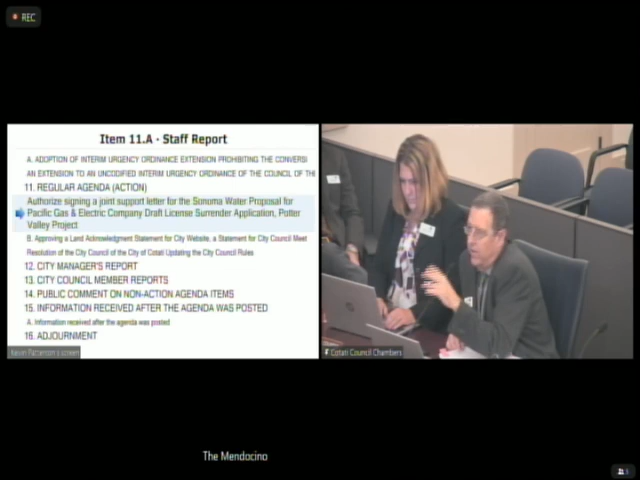 REC
Item 11.A - Staff Report
A. ADOPTION OF INTERIM URGENCY ORDINANCE EXTENSION PROHIBITING THE CONVERSI
AN EXTENSION TO AN UNCODIFIED INTERIM URGENCY ORDINANCE OF THE COUNCIL OF TH
11. REGULAR AGENDA (ACTION)
Authorize signing a joint support letter for the Sonoma Water Proposal for
Pacific Gas & Electric Company Draft License Surrender Application, Potter
Valley Project
B. Approving a Land Acknowledgment Statement for City Website, a Statement for City Council Meet
Resolution of the City Council of the City of Cotati Updating the City Council Rules
12. CITY MANAGER'S REPORT
13. CITY COUNCIL MEMBER REPORTS
14. PUBLIC COMMENT ON NON-ACTION AGENDA ITEMS
15. INFORMATION RECEIVED AFTER THE AGENDA WAS POSTED
A. Information received after the agenda was posted
16. ADJOURNMENT
Kevin Patterson's screen
Cotati Council Chambers
The Mendocino